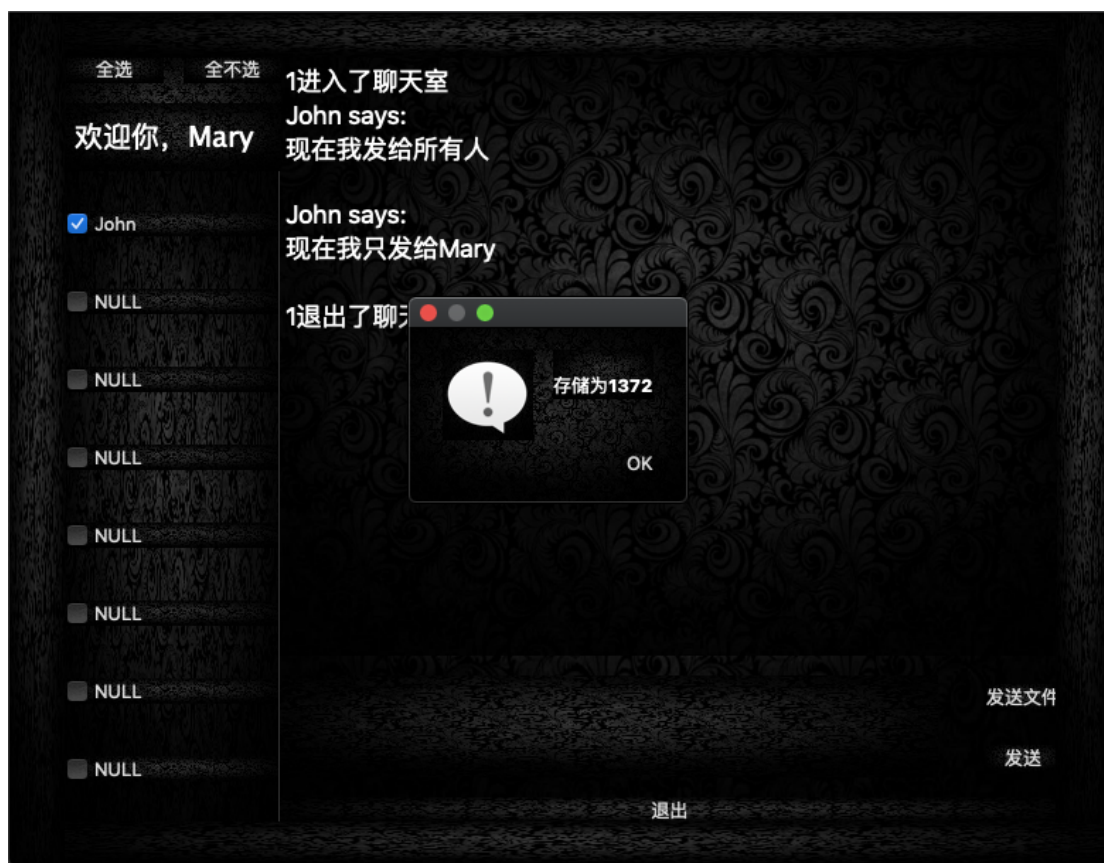 全选
全不选
欢迎你，Mary
John
NULL
NULL
NULL
NULL
NULL
NULL
NULL
1进入了聊天室
John says:
现在我发给所有人
John says:
现在我只发给Mary
1退出了聊
存储为1372
OK
发送文件
发送
退出